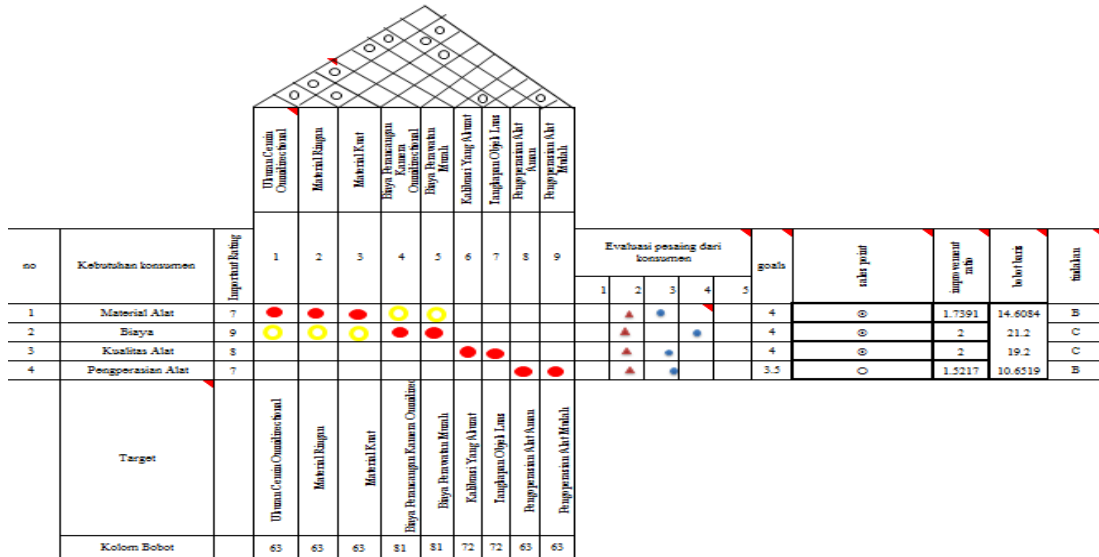 Ukuran Cermin Omnidirectional
Material Ringan
Material Kuat
Biaya Perancangan Kamera Omnidirectional
Biaya Perawatan Murah
Kalibrasi Yang Akurat
Tangkapan Objek Luas
Pengoperasian Alat Aman
Pengoperasian Alat Mudah
no Kebutuhan konsumen Important Rating 1 2 3 4 5 6 7 8 9 Evaluasi pesaing dari konsumen goals sales point improvement ratio bobot baris tindakan
1 2 3 4 5
1 Material Alat 7 4 1.7391 14.6084 B
2 Biaya 9 4 2 21.2 C
3 Kualitas Alat 8 4 2 19.2 C
4 Pengperasian Alat 7 3.5 1.5217 10.6519 B
Target
Ukuran Cermin Omnidirectional
Material Ringan
Material Kuat
Biaya Perancangan Kamera Omnidirec
Biaya Perawatan Murah
Kalibrasi Yang Akurat
Tangkapan Objek Luas
Pengoperasian Alat Aman
Pengoperasian Alat Mudah
Kolom Bobot 63 63 63 81 81 72 72 63 63